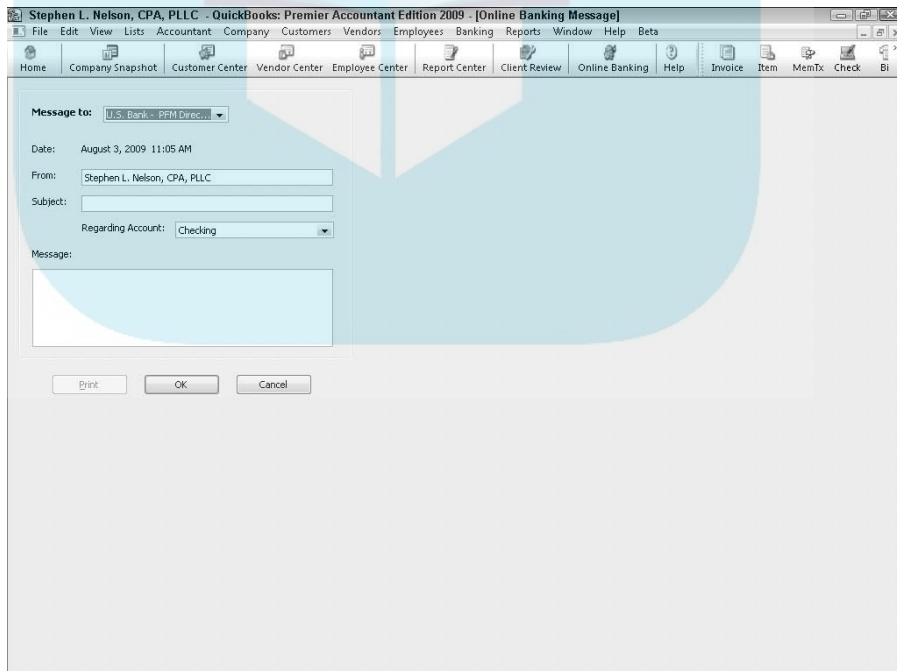 Stephen L. Nelson, CPA, PLLC - QuickBooks: Premier Accountant Edition 2009 - [Online Banking Message]
File Edit View Lists Accountant Company Customers Vendors Employees Banking Reports Window Help Beta
Home Company Snapshot Customer Center Vendor Center Employee Center Report Center Client Review Online Banking Help Invoice Item MemTx Check Bi
Message to: U.S. Bank - PFM Direc...
Date: August 3, 2009 11:05 AM
From: Stephen L. Nelson, CPA, PLLC
Subject:
Regarding Account: Checking
Message:
Print OK Cancel